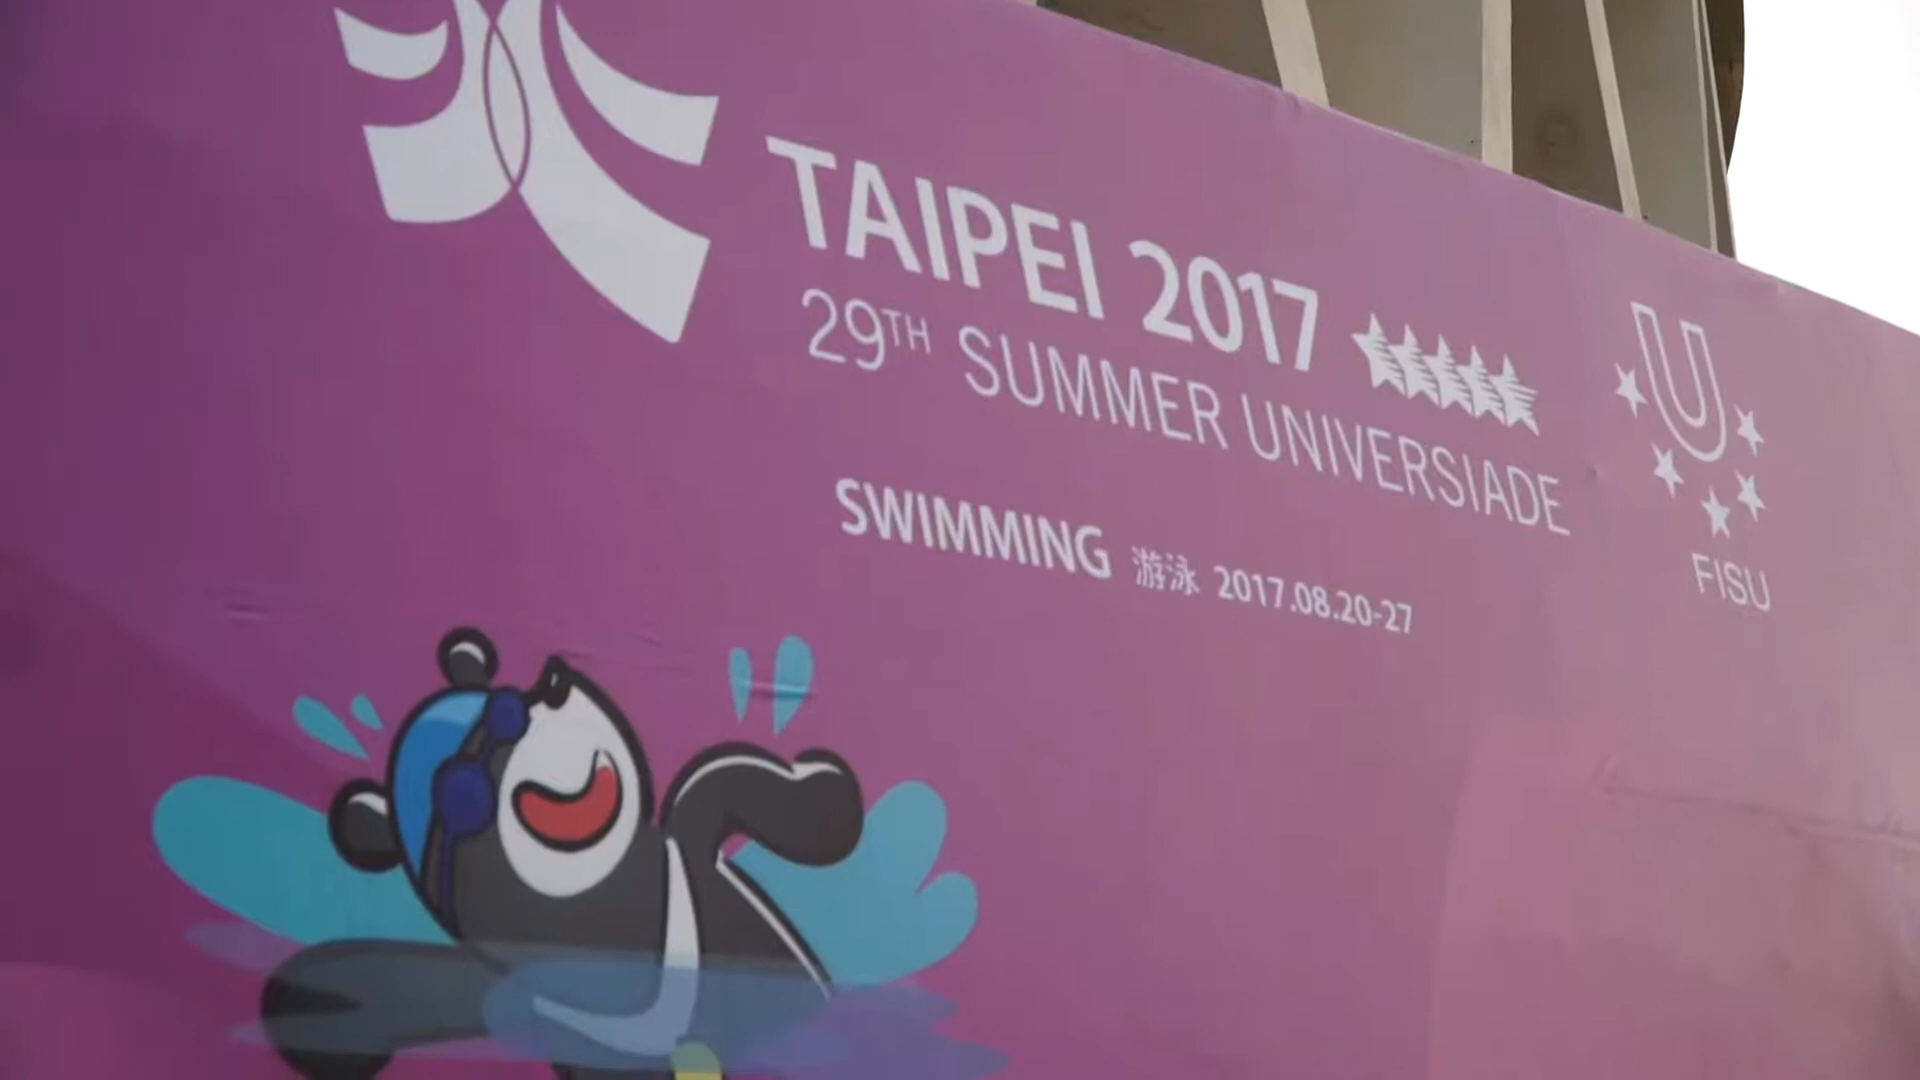 TAIPEI 2017
29TH SUMMER UNIVERSIADE
SWIMMING 游泳 2017.08.20-27
U
FISU